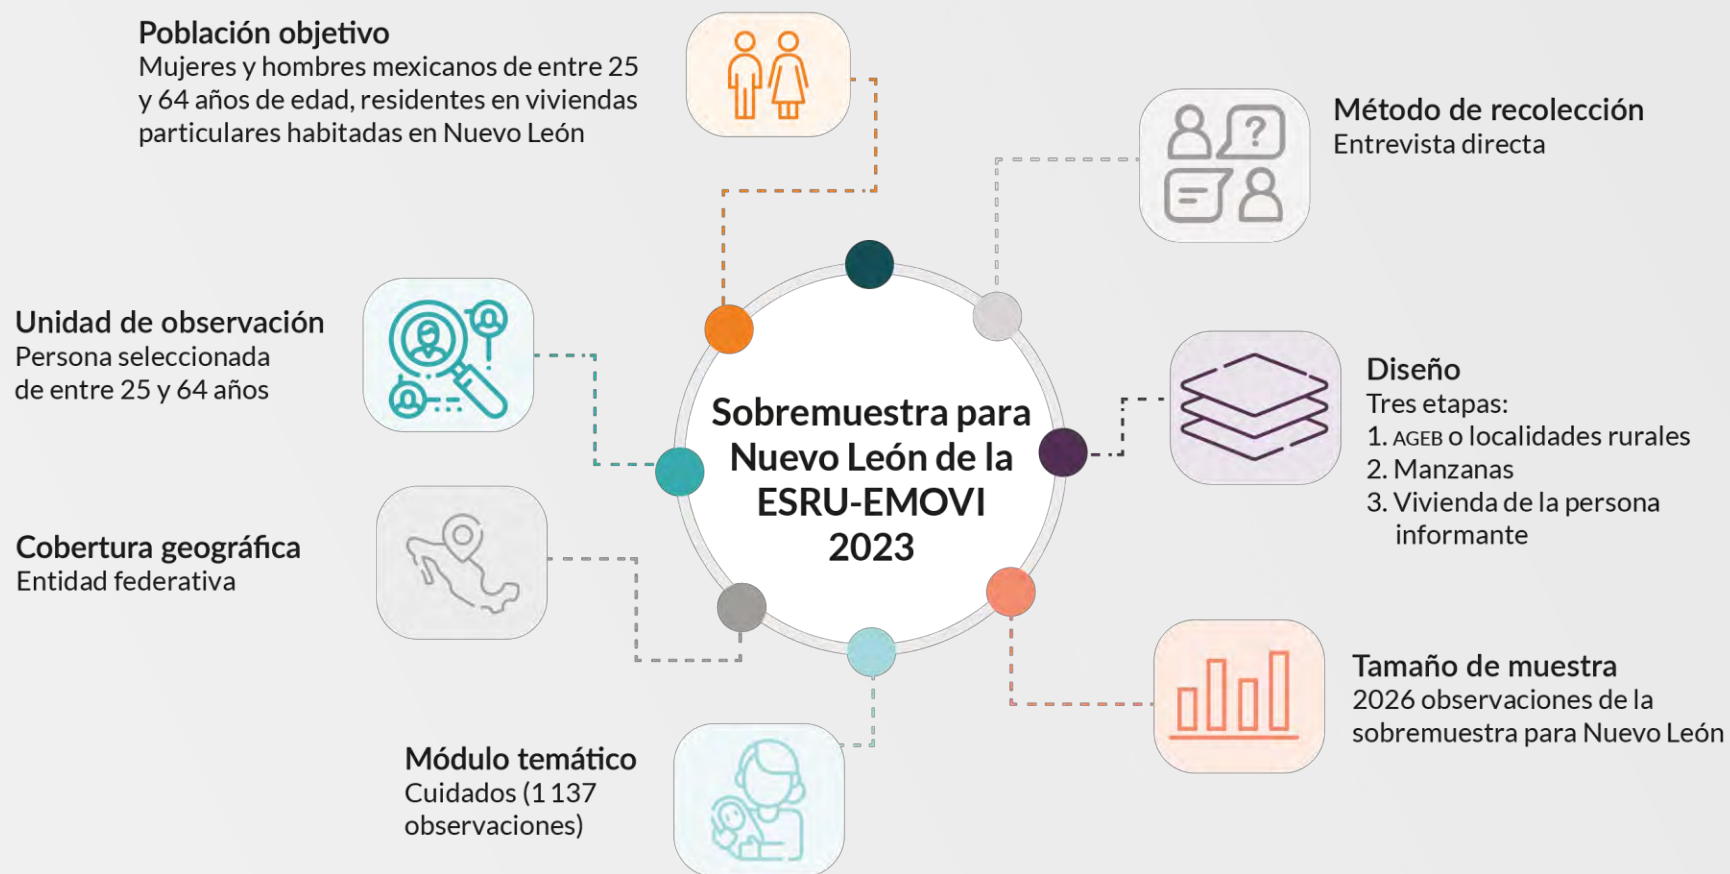 Población objetivo
Mujeres y hombres mexicanos de entre 25
y 64 años de edad, residentes en viviendas
particulares habitadas en Nuevo León
Método de recolección
Entrevista directa
?
Unidad de observación
Persona seleccionada
de entre 25 y 64 años
Sobremuestra para
Nuevo León de la
ESRU-EMOVI
2023
Diseño
Tres etapas:
1. AGEB o localidades rurales
2. Manzanas
3. Vivienda de la persona
informante
Cobertura geográfica
Entidad federativa
Tamaño de muestra
2026 observaciones de la
sobremuestra para Nuevo León
Módulo temático
Cuidados (1 137
observaciones)